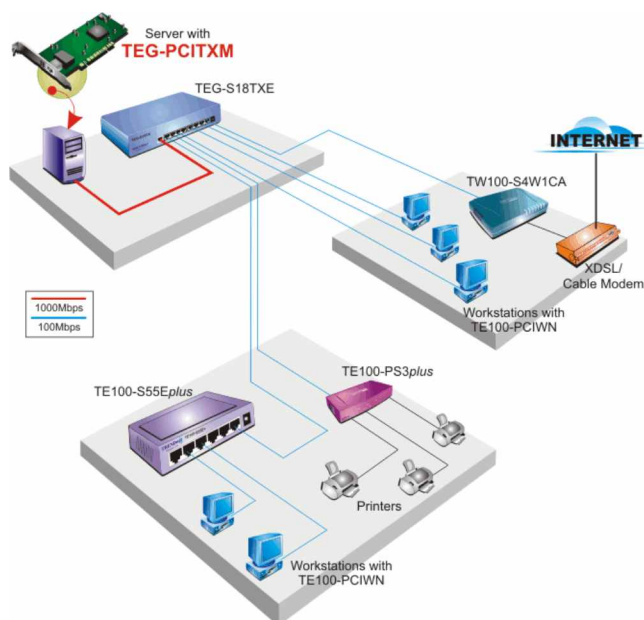 Server with
TEG-PCITXM
TEG-S18TXE
INTERNET
TW100-S4W1CA
XDSL/
Cable Modem
Workstations with
TE100-PCIWN
1000Mbps
100Mbps
TE100-S55Eplus
TE100-PS3plus
Printers
Workstations with
TE100-PCIWN